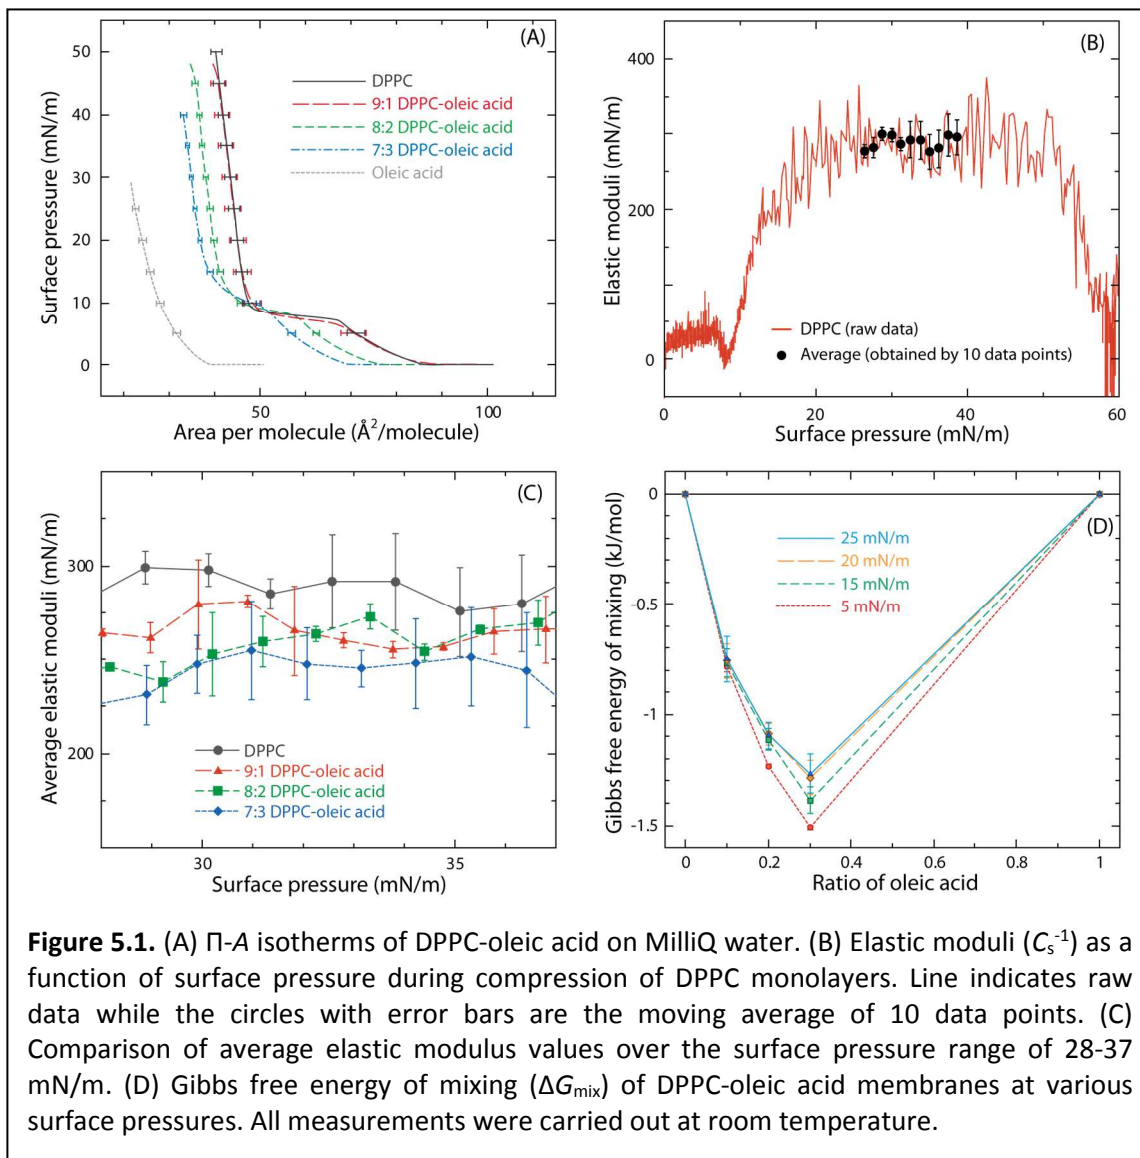 (A)
50
40
30
20
10
0
Surface pressure (mN/m)
DPPC
9:1 DPPC-oleic acid
8:2 DPPC-oleic acid
7:3 DPPC-oleic acid
Oleic acid
50
100
Area per molecule (Å²/molecule)
(B)
400
200
0
Elastic moduli (mN/m)
DPPC (raw data)
Average (obtained by 10 data points)
0
20
40
60
Surface pressure (mN/m)
(C)
300
200
Average elastic moduli (mN/m)
DPPC
9:1 DPPC-oleic acid
8:2 DPPC-oleic acid
7:3 DPPC-oleic acid
30
35
Surface pressure (mN/m)
(D)
0
-0.5
-1
-1.5
Gibbs free energy of mixing (kJ/mol)
25 mN/m
20 mN/m
15 mN/m
5 mN/m
0
0.2
0.4
0.6
0.8
1
Ratio of oleic acid
Figure 5.1. (A) Π-A isotherms of DPPC-oleic acid on MilliQ water. (B) Elastic moduli (Cₛ⁻¹) as a
function of surface pressure during compression of DPPC monolayers. Line indicates raw
data while the circles with error bars are the moving average of 10 data points. (C)
Comparison of average elastic modulus values over the surface pressure range of 28-37
mN/m. (D) Gibbs free energy of mixing (ΔGmix) of DPPC-oleic acid membranes at various
surface pressures. All measurements were carried out at room temperature.